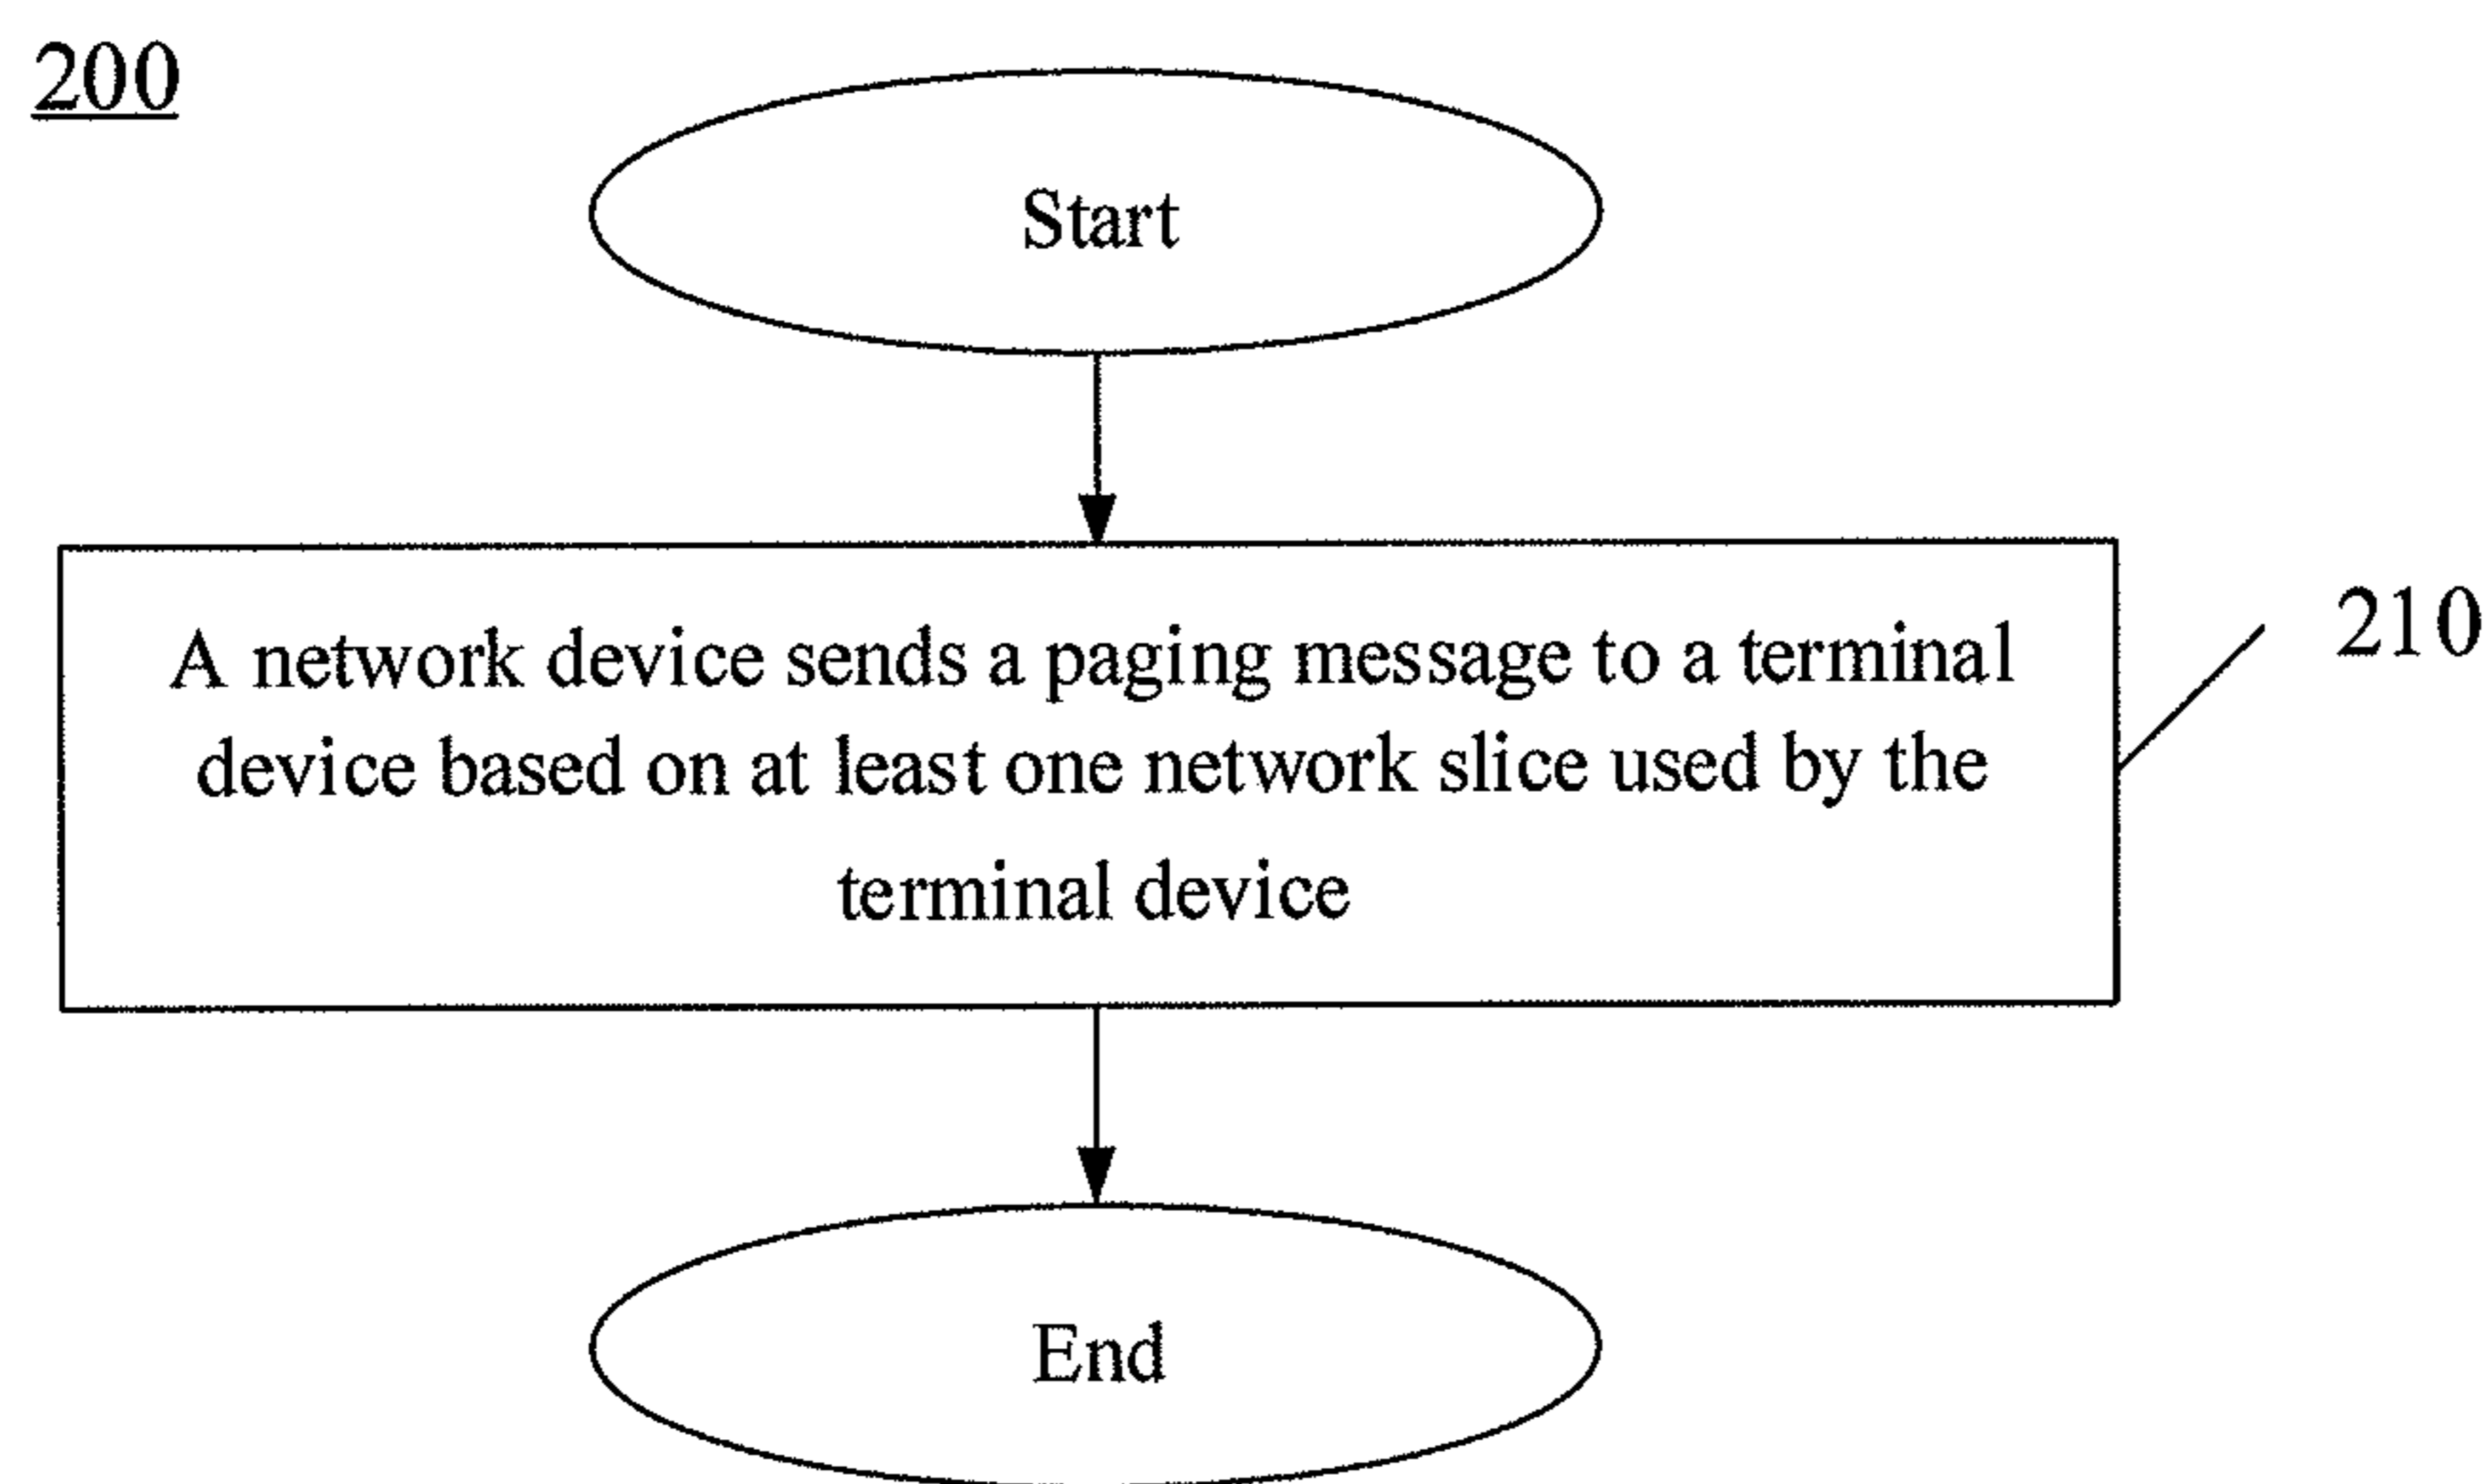 200
Start
A network device sends a paging message to a terminal
device based on at least one network slice used by the
terminal device
210
End